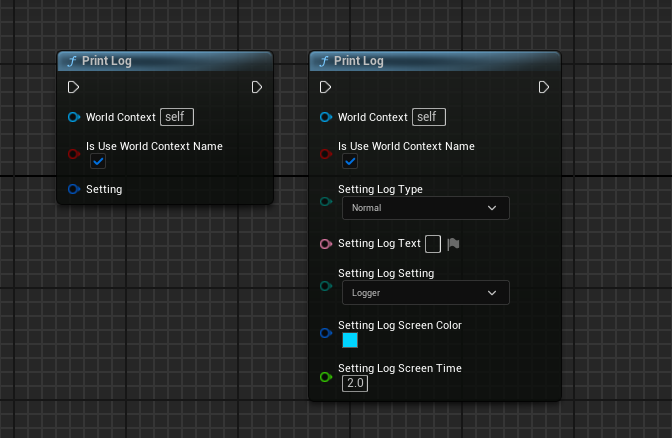 Print Log
World Context self
Is Use World Context Name
Setting
Print Log
World Context self
Is Use World Context Name
Setting Log Type
Normal
Setting Log Text
Setting Log Setting
Logger
Setting Log Screen Color
Setting Log Screen Time
2.0